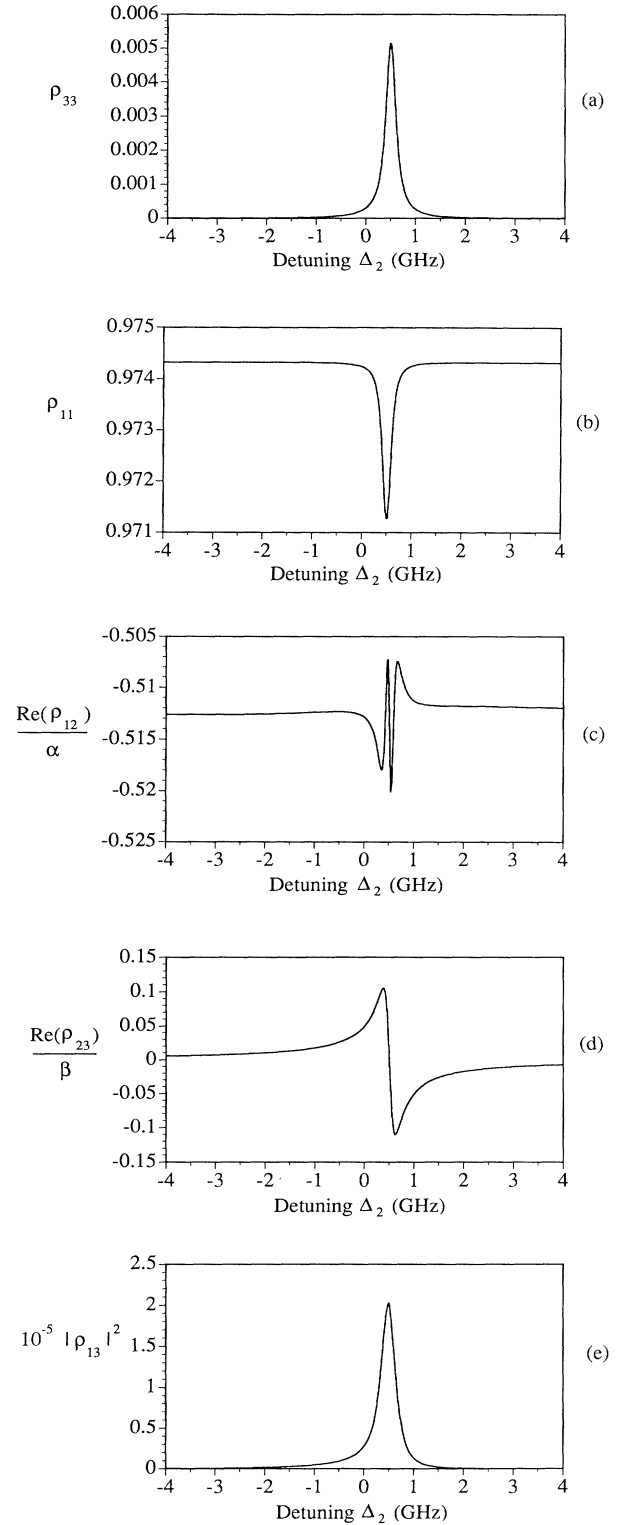 0.006
0.005
ρ33
0.004
(a)
0.003
0.002
0.001
0
-4 -3 -2 -1 0 1 2 3 4
Detuning Δ2 (GHz)
0.975
0.974
ρ11
0.973
(b)
0.972
0.971
-4 -3 -2 -1 0 1 2 3 4
Detuning Δ2 (GHz)
-0.505
-0.51
Re(ρ12)
α
-0.515
(c)
-0.52
-0.525
-4 -3 -2 -1 0 1 2 3 4
Detuning Δ2 (GHz)
0.15
0.1
0.05
Re(ρ23)
β
0
(d)
-0.05
-0.1
-0.15
-4 -3 -2 -1 0 1 2 3 4
Detuning Δ2 (GHz)
2.5
2
10-5 |ρ13|2
1.5
(e)
1
0.5
0
-4 -3 -2 -1 0 1 2 3 4
Detuning Δ2 (GHz)